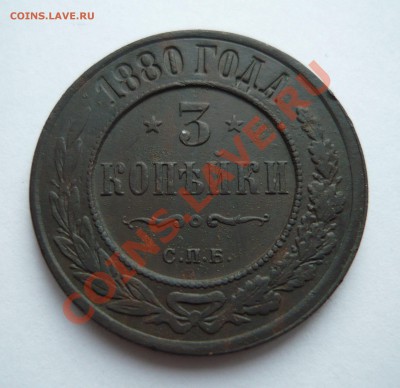 COINS.LAVE.RU
1880 ГОДА
3
КОПѢЙКИ
С.П.Б.
COINS.LAVE.RU